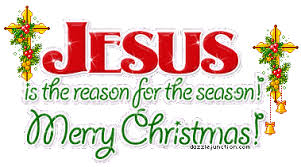 JESUS
is the reason for the season!
Merry Christmas!
dazzlejunction.com